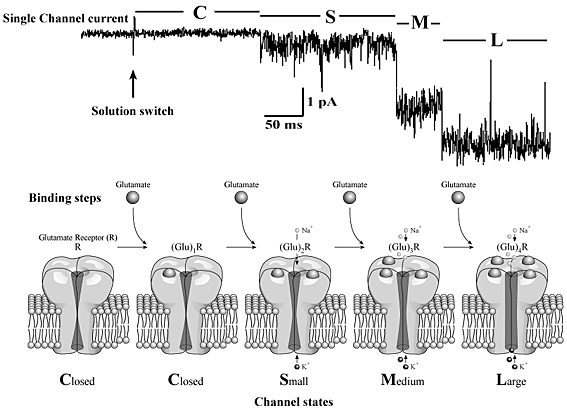 Single Channel current
C
S
M
L
Solution switch
1 pA
50 ms
Binding steps
Glutamate
Glutamate
Glutamate
Glutamate
Glutamate Receptor (R)
R
(Glu)₁R
Na⁺
(Glu)₂R
Na⁺
(Glu)₃R
Na⁺
(Glu)₄R
K⁺
K⁺
K⁺
Closed
Closed
Small
Medium
Large
Channel states